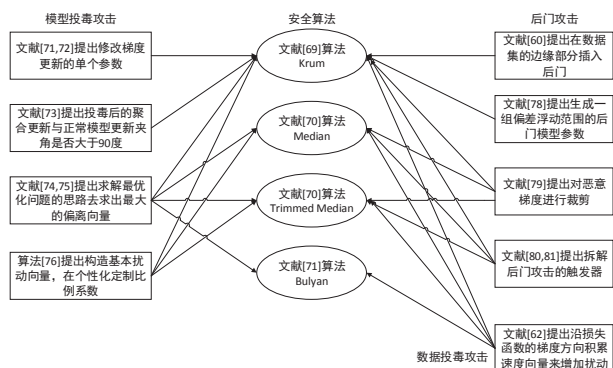 模型投毒攻击
安全算法
后门攻击
文献[71,72]提出修改梯度
更新的单个参数
文献[73]提出投毒后的聚
合更新与正常模型更新夹
角是否大于90度
文献[74,75]提出求解最优
化问题的思路去求出最大
的偏离向量
算法[76]提出构造基本扰
动向量，在个性化定制比
例系数
文献[69]算法
Krum
文献[70]算法
Median
文献[70]算法
Trimmed Median
文献[71]算法
Bulyan
文献[60]提出在数据
集的边缘部分插入
后门
文献[78]提出生成一
组偏差浮动范围的后
门模型参数
文献[79]提出对恶意
梯度进行裁剪
文献[80,81]提出拆解
后门攻击的触发器
数据投毒攻击
文献[62]提出沿损失
函数的梯度方向积累
速度向量来增加扰动